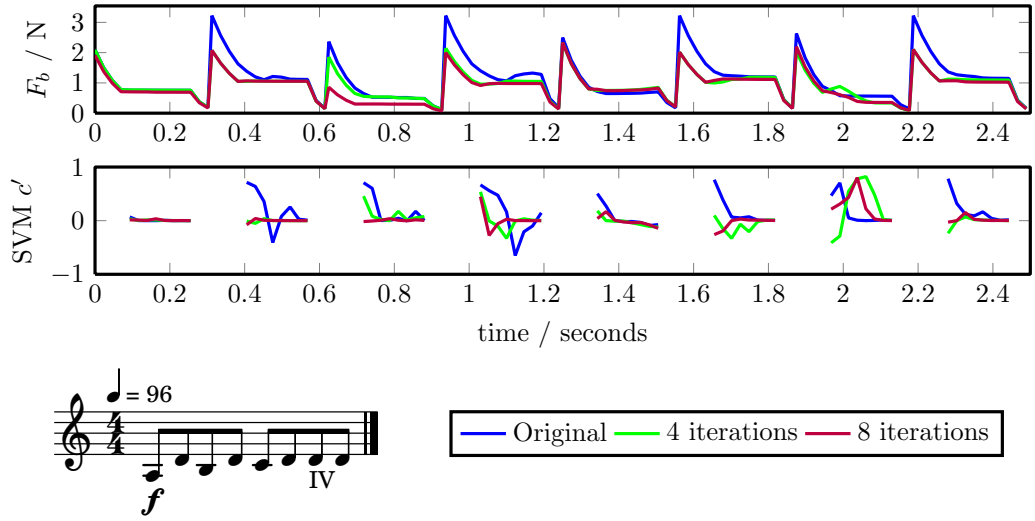 F_b / N
3
2
1
0
0 0.2 0.4 0.6 0.8 1 1.2 1.4 1.6 1.8 2 2.2 2.4
SVM c′
1
0
−1
0 0.2 0.4 0.6 0.8 1 1.2 1.4 1.6 1.8 2 2.2 2.4
time / seconds
= 96
4
4
IV
f
Original 4 iterations 8 iterations